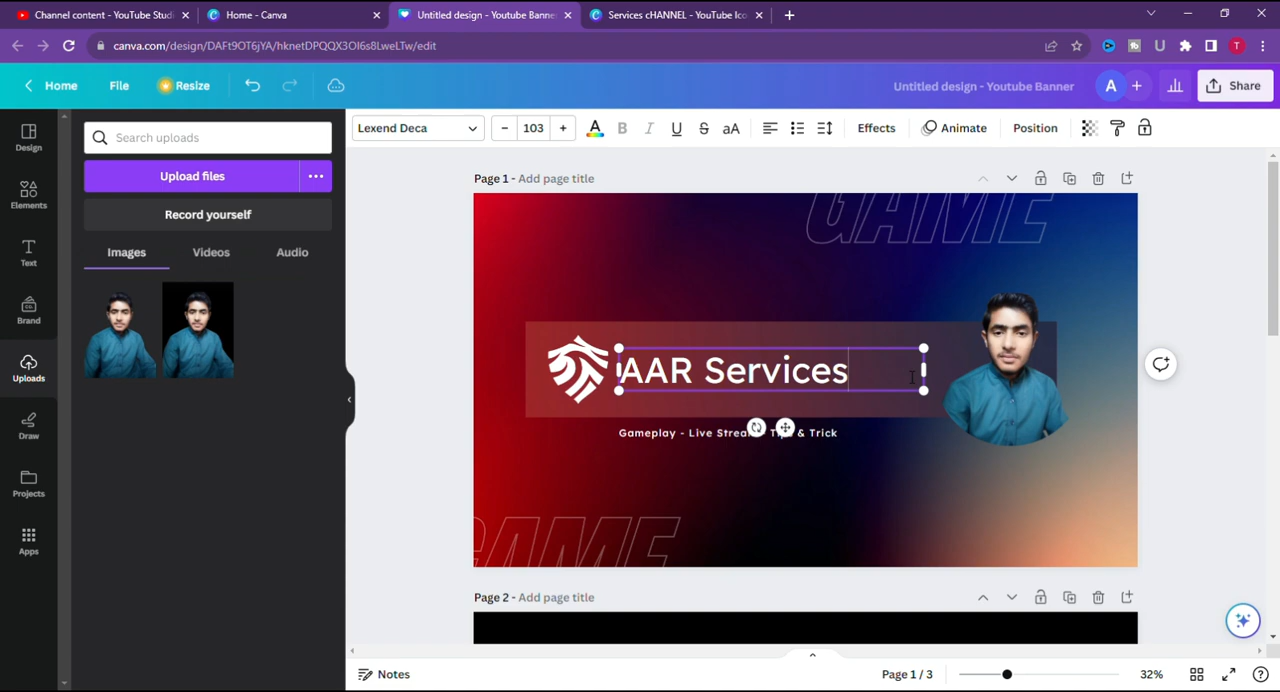 Channel content - YouTube Studi
Home - Canva
Untitled design - Youtube Banne
Services cHANNEL - YouTube Ico
canva.com/design/DAFt9OT6jYA/hknetDPQQX3OI6s8LweLTw/edit
T
Home
File
Resize
Untitled design - Youtube Banner
A
Share
Design
Elements
Text
Brand
Uploads
Draw
Projects
Apps
Search uploads
Upload files
Record yourself
Images
Videos
Audio
Lexend Deca
103
A
B
I
U
S
aA
Effects
Animate
Position
Page 1 - Add page title
GAME
AAR Services
Gameplay - Live Stream - Tips & Trick
GAME
Page 2 - Add page title
Notes
Page 1 / 3
32%